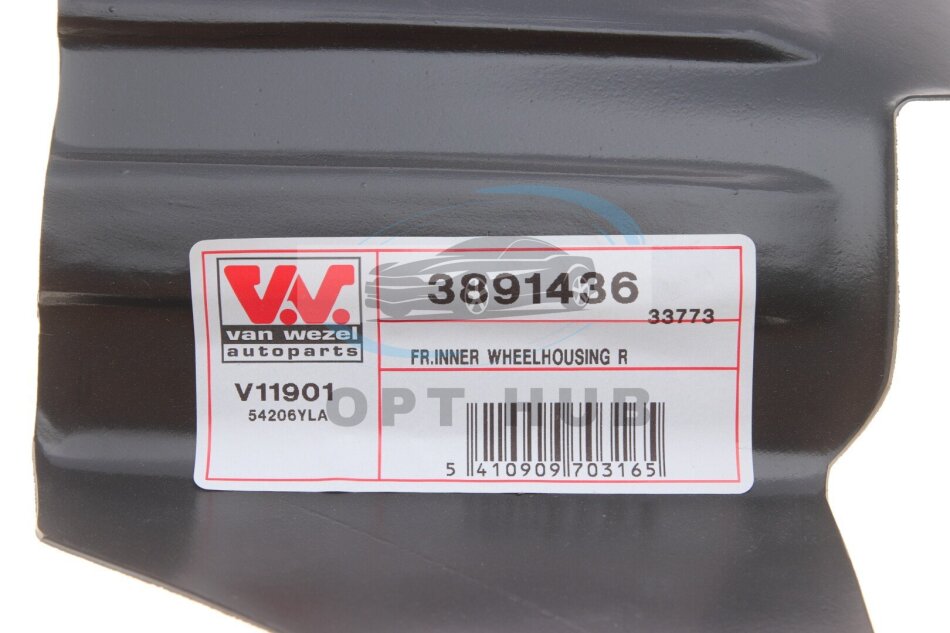 V.V.
van wezel
autoparts
V11901
54206YLA
3891436
33773
FR.INNER WHEELHOUSING R
OPT HUB
5 410909 703165